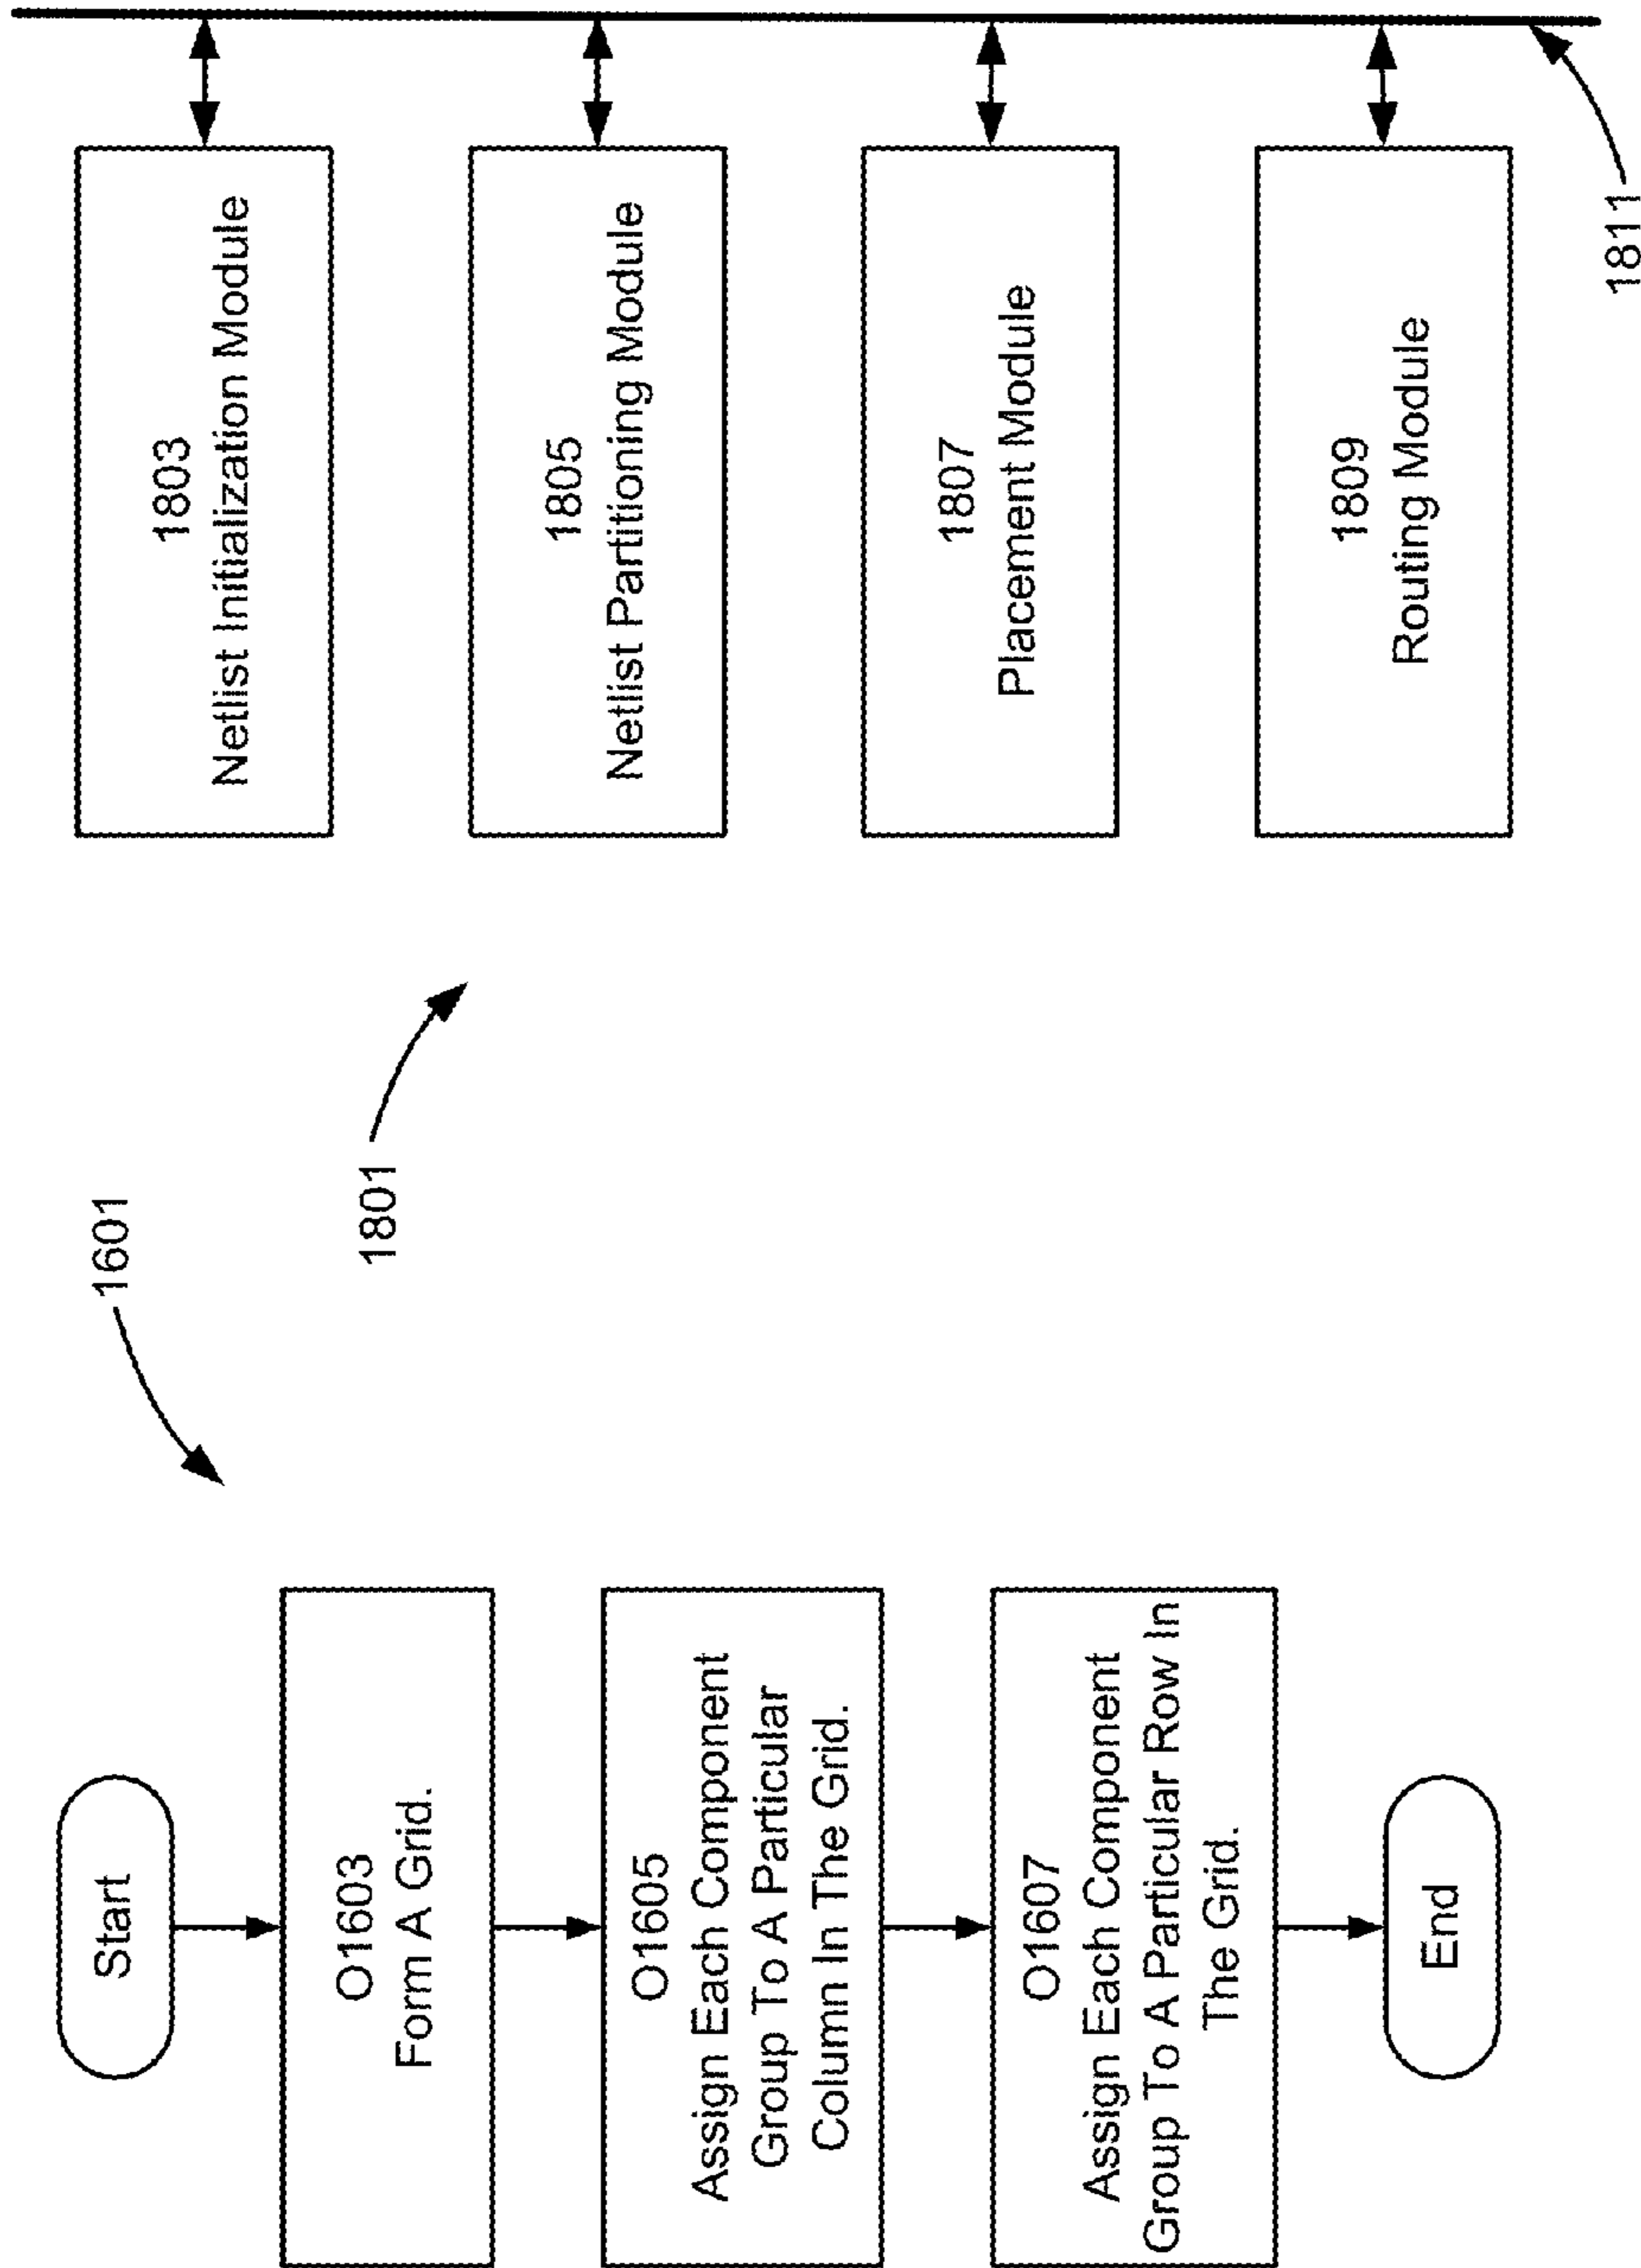 1601
Start
O1603
Form A Grid.
O1605
Assign Each Component
Group To A Particular
Column In The Grid.
O1607
Assign Each Component
Group To A Particular Row In
The Grid.
End
1801
1803
Netlist Initialization Module
1805
Netlist Partitioning Module
1807
Placement Module
1809
Routing Module
1811